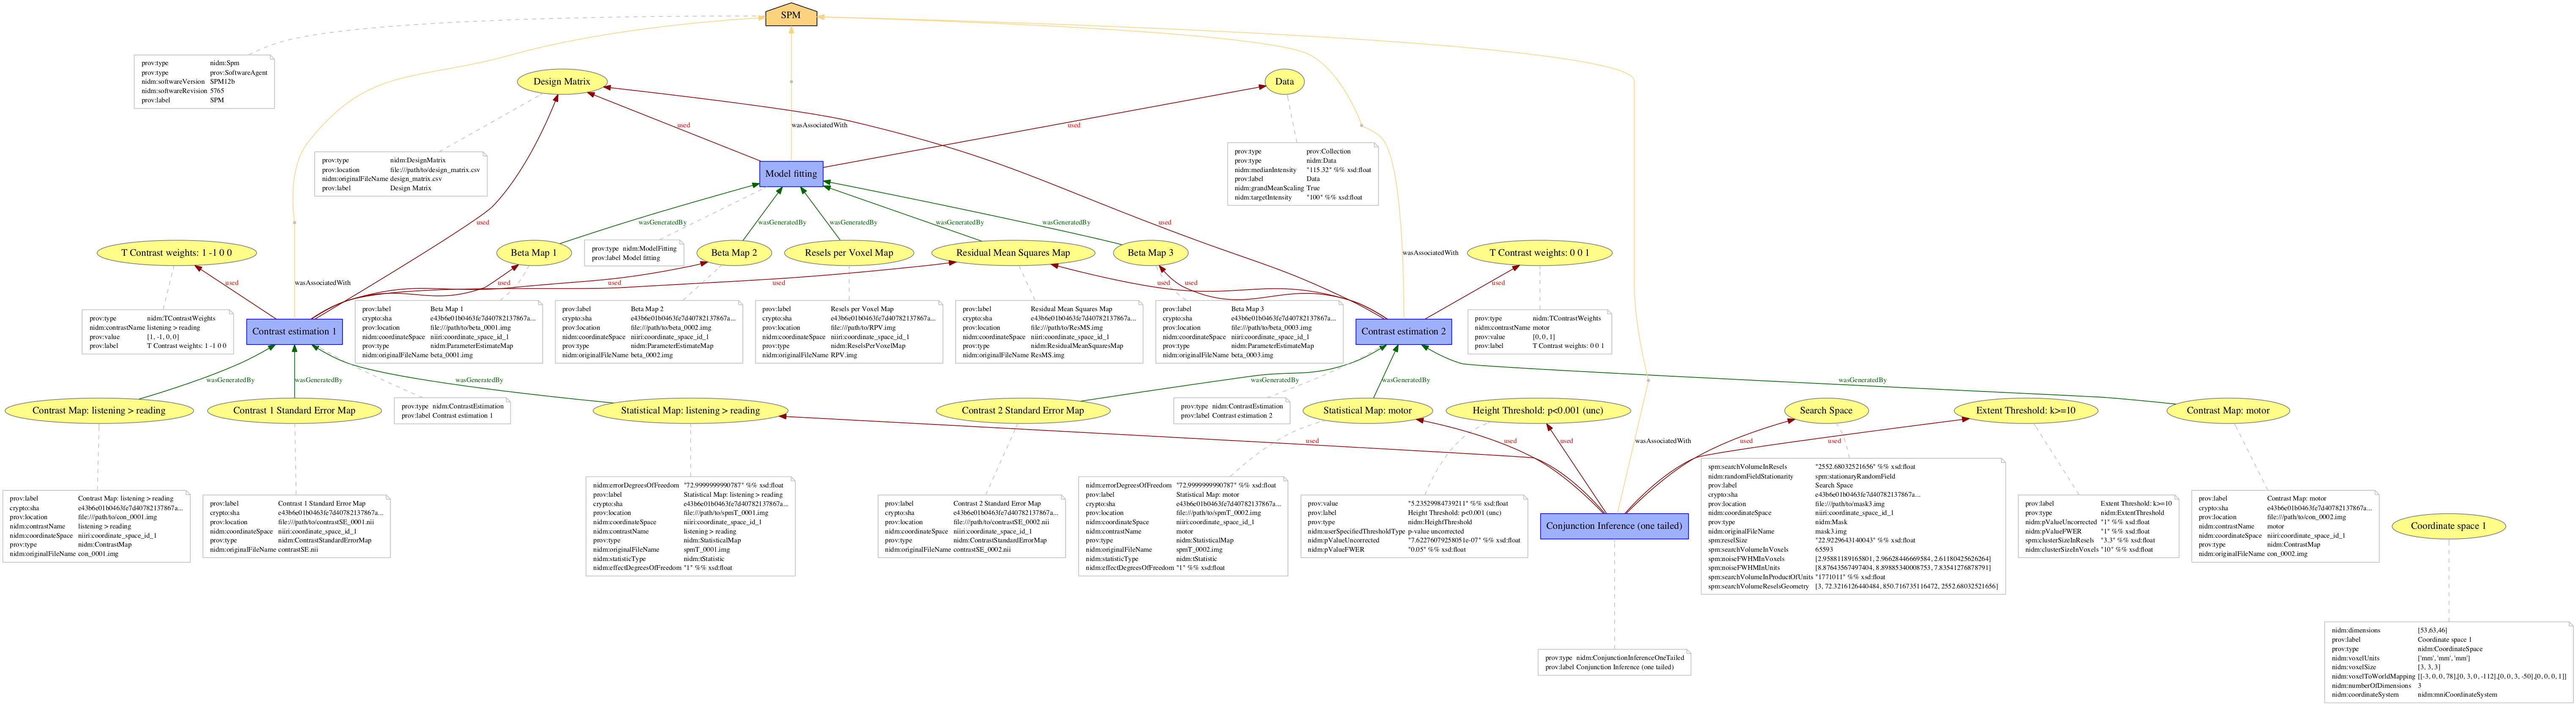 SPM
prov:type nidm:Spm
prov:type prov:SoftwareAgent
nidm:softwareVersion SPM12b
nidm:softwareRevision 5765
prov:label SPM
Design Matrix
Data
used
wasAssociatedWith
used
prov:type nidm:DesignMatrix
prov:location file:///path/to/design_matrix.csv
nidm:originalFileName design_matrix.csv
prov:label Design Matrix
prov:type prov:Collection
prov:type nidm:Data
nidm:medianIntensity "115.32" %% xsd:float
prov:label Data
nidm:grandMeanScaling True
nidm:targetIntensity "100" %% xsd:float
Model fitting
used
wasGeneratedBy
wasGeneratedBy
wasGeneratedBy
wasGeneratedBy
wasGeneratedBy
used
T Contrast weights: 1 -1 0 0
Beta Map 1
prov:type nidm:ModelFitting
prov:label Model fitting
Beta Map 2
Resels per Voxel Map
Residual Mean Squares Map
Beta Map 3
wasAssociatedWith
T Contrast weights: 0 0 1
used
wasAssociatedWith
used
used
used
used
used
used
prov:type nidm:TContrastWeights
nidm:contrastName listening > reading
prov:value [1, -1, 0, 0]
prov:label T Contrast weights: 1 -1 0 0
Contrast estimation 1
prov:label Beta Map 1
crypto:sha e43b6e01b0463fe7d40782137867a...
prov:location file:///path/to/beta_0001.img
nidm:coordinateSpace niiri:coordinate_space_id_1
prov:type nidm:ParameterEstimateMap
nidm:originalFileName beta_0001.img
prov:label Beta Map 2
crypto:sha e43b6e01b0463fe7d40782137867a...
prov:location file:///path/to/beta_0002.img
nidm:coordinateSpace niiri:coordinate_space_id_1
prov:type nidm:ParameterEstimateMap
nidm:originalFileName beta_0002.img
prov:label Resels per Voxel Map
crypto:sha e43b6e01b0463fe7d40782137867a...
prov:location file:///path/to/RPV.img
nidm:coordinateSpace niiri:coordinate_space_id_1
prov:type nidm:ReselsPerVoxelMap
nidm:originalFileName RPV.img
prov:label Residual Mean Squares Map
crypto:sha e43b6e01b0463fe7d40782137867a...
prov:location file:///path/to/ResMS.img
nidm:coordinateSpace niiri:coordinate_space_id_1
prov:type nidm:ResidualMeanSquaresMap
nidm:originalFileName ResMS.img
prov:label Beta Map 3
crypto:sha e43b6e01b0463fe7d40782137867a...
prov:location file:///path/to/beta_0003.img
nidm:coordinateSpace niiri:coordinate_space_id_1
prov:type nidm:ParameterEstimateMap
nidm:originalFileName beta_0003.img
Contrast estimation 2
prov:type nidm:TContrastWeights
nidm:contrastName motor
prov:value [0, 0, 1]
prov:label T Contrast weights: 0 0 1
wasGeneratedBy
wasGeneratedBy
wasGeneratedBy
wasGeneratedBy
wasGeneratedBy
wasGeneratedBy
Contrast Map: listening > reading
Contrast 1 Standard Error Map
prov:type nidm:ContrastEstimation
prov:label Contrast estimation 1
Statistical Map: listening > reading
Contrast 2 Standard Error Map
prov:type nidm:ContrastEstimation
prov:label Contrast estimation 2
Statistical Map: motor
Height Threshold: p<0.001 (unc)
Search Space
Extent Threshold: k>=10
Contrast Map: motor
used
used
used
wasAssociatedWith
used
used
prov:label Contrast Map: listening > reading
crypto:sha e43b6e01b0463fe7d40782137867a...
prov:location file:///path/to/con_0001.img
nidm:contrastName listening > reading
nidm:coordinateSpace niiri:coordinate_space_id_1
prov:type nidm:ContrastMap
nidm:originalFileName con_0001.img
prov:label Contrast 1 Standard Error Map
crypto:sha e43b6e01b0463fe7d40782137867a...
prov:location file:///path/to/contrastSE_0001.nii
nidm:coordinateSpace niiri:coordinate_space_id_1
prov:type nidm:ContrastStandardErrorMap
nidm:originalFileName contrastSE.nii
nidm:errorDegreesOfFreedom "72.9999999990787" %% xsd:float
prov:label Statistical Map: listening > reading
crypto:sha e43b6e01b0463fe7d40782137867a...
prov:location file:///path/to/spmT_0001.img
nidm:coordinateSpace niiri:coordinate_space_id_1
nidm:contrastName listening > reading
prov:type nidm:StatisticalMap
nidm:originalFileName spmT_0001.img
nidm:statisticType nidm:tStatistic
nidm:effectDegreesOfFreedom "1" %% xsd:float
prov:label Contrast 2 Standard Error Map
crypto:sha e43b6e01b0463fe7d40782137867a...
prov:location file:///path/to/contrastSE_0002.nii
nidm:coordinateSpace niiri:coordinate_space_id_1
prov:type nidm:ContrastStandardErrorMap
nidm:originalFileName contrastSE_0002.nii
nidm:errorDegreesOfFreedom "72.9999999990787" %% xsd:float
prov:label Statistical Map: motor
crypto:sha e43b6e01b0463fe7d40782137867a...
prov:location file:///path/to/spmT_0002.img
nidm:coordinateSpace niiri:coordinate_space_id_1
nidm:contrastName motor
prov:type nidm:StatisticalMap
nidm:originalFileName spmT_0002.img
nidm:statisticType nidm:tStatistic
nidm:effectDegreesOfFreedom "1" %% xsd:float
prov:value "5.23529984739211" %% xsd:float
prov:label Height Threshold: p<0.001 (unc)
prov:type nidm:HeightThreshold
nidm:userSpecifiedThresholdType p-value uncorrected
nidm:pValueUncorrected "7.62276079258051e-07" %% xsd:float
nidm:pValueFWER "0.05" %% xsd:float
Conjunction Inference (one tailed)
spm:searchVolumeInResels "2552.68032521656" %% xsd:float
nidm:randomFieldStationarity spm:stationaryRandomField
prov:label Search Space
crypto:sha e43b6e01b0463fe7d40782137867a...
prov:location file:///path/to/mask3.img
nidm:coordinateSpace niiri:coordinate_space_id_1
prov:type nidm:Mask
nidm:originalFileName mask3.img
spm:reselSize "22.9229643140043" %% xsd:float
spm:searchVolumeInVoxels 65593
spm:noiseFWHMInVoxels [2.95881189165801, 2.96628446669584, 2.61180425626264]
spm:noiseFWHMInUnits [8.87643567497404, 8.89885340008753, 7.83541276878791]
spm:searchVolumeInProductOfUnits "1771011" %% xsd:float
spm:searchVolumeReselsGeometry [3, 72.3216126440484, 850.716735116472, 2552.68032521656]
prov:label Extent Threshold: k>=10
prov:type nidm:ExtentThreshold
nidm:pValueUncorrected "1" %% xsd:float
nidm:pValueFWER "1" %% xsd:float
spm:clusterSizeInResels "3.3" %% xsd:float
nidm:clusterSizeInVoxels "10" %% xsd:float
prov:label Contrast Map: motor
crypto:sha e43b6e01b0463fe7d40782137867a...
prov:location file:///path/to/con_0002.img
nidm:contrastName motor
nidm:coordinateSpace niiri:coordinate_space_id_1
prov:type nidm:ContrastMap
nidm:originalFileName con_0002.img
Coordinate space 1
prov:type nidm:ConjunctionInferenceOneTailed
prov:label Conjunction Inference (one tailed)
nidm:dimensions [53,63,46]
prov:label Coordinate space 1
prov:type nidm:CoordinateSpace
nidm:voxelUnits ['mm', 'mm', 'mm']
nidm:voxelSize [3, 3, 3]
nidm:voxelToWorldMapping [[-3, 0, 0, 78],[0, 3, 0, -112],[0, 0, 3, -50],[0, 0, 0, 1]]
nidm:numberOfDimensions 3
nidm:coordinateSystem nidm:mniCoordinateSystem